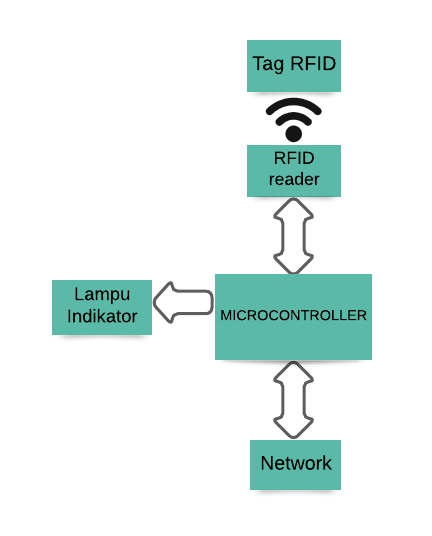 Tag RFID
RFID
reader
Lampu
Indikator
MICROCONTROLLER
Network